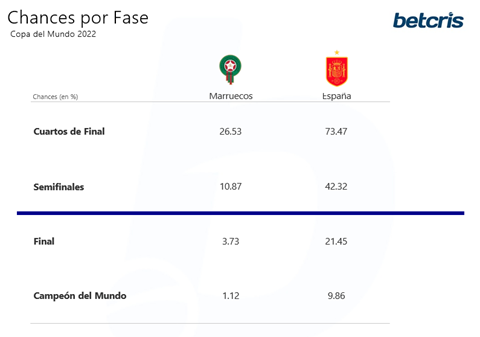 Chances por Fase
betcris
Copa del Mundo 2022
Chances (en %) Marruecos España
Cuartos de Final 26.53 73.47
Semifinales 10.87 42.32
Final 3.73 21.45
Campeón del Mundo 1.12 9.86